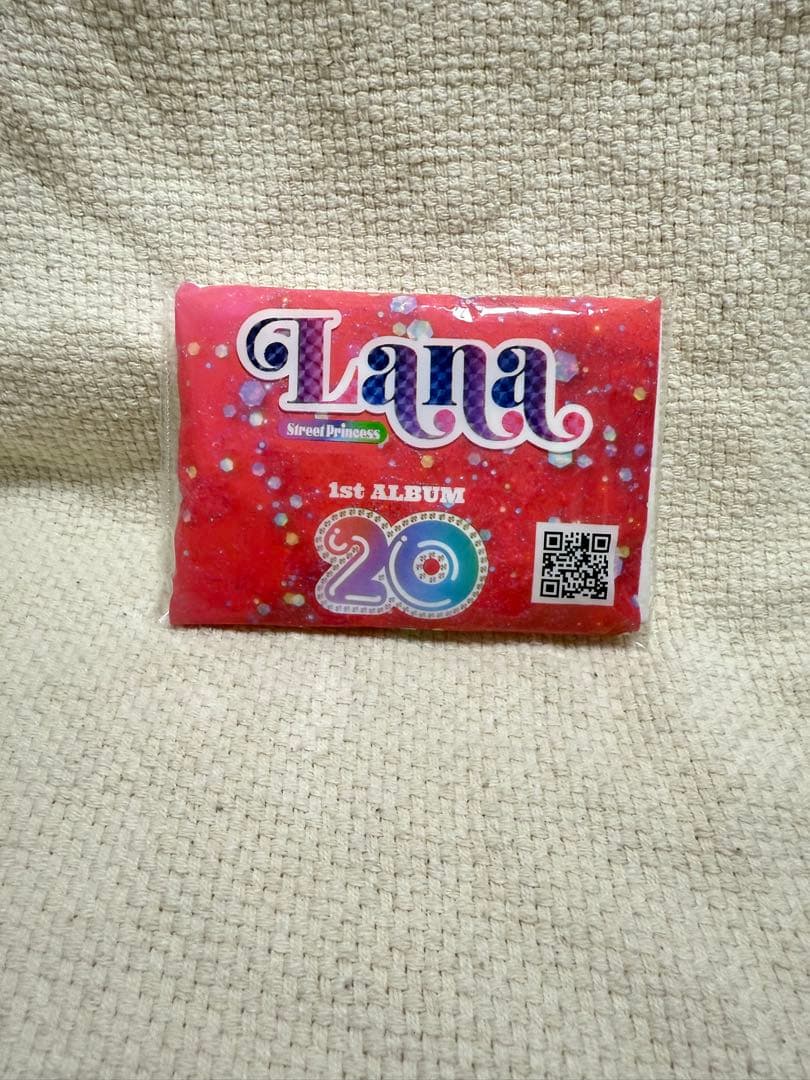 Lana
Street Princess
1st ALBUM
20